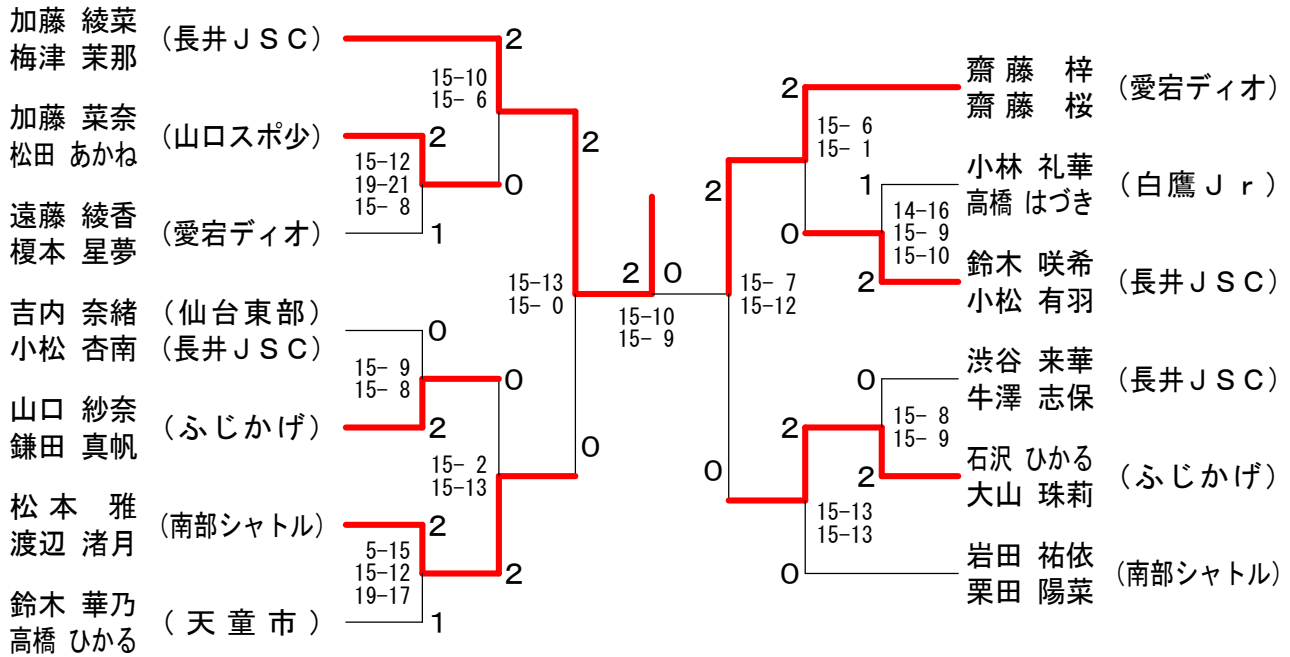 加藤 綾菜
梅津 茉那
(長井ＪＳＣ)
2
15-10
15- 6
加藤 菜奈
松田 あかね
(山口スポ少)
2
15-12
19-21
15- 8
0
遠藤 綾香
榎本 星夢
(愛宕ディオ)
1
2
15-13
15- 0
吉内 奈緒 (仙台東部)
小松 杏南 (長井ＪＳＣ)
0
15- 9
15- 8
0
山口 紗奈
鎌田 真帆
(ふじかげ)
2
15- 2
15-13
0
松本 雅
渡辺 渚月
(南部シャトル)
2
5-15
15-12
19-17
2
鈴木 華乃
高橋 ひかる
(天童市)
1
2 0
15-10
15- 9
齋藤 梓
齋藤 桜
(愛宕ディオ)
2
15- 6
15- 1
小林 礼華
高橋 はづき
(白鷹Ｊｒ)
1
14-16
15- 9
15-10
0
鈴木 咲希
小松 有羽
(長井ＪＳＣ)
2
2
15- 7
15-12
渋谷 来華
牛澤 志保
(長井ＪＳＣ)
0
15- 8
15- 9
2
石沢 ひかる
大山 珠莉
(ふじかげ)
2
0
15-13
15-13
岩田 祐依
栗田 陽菜
(南部シャトル)
0